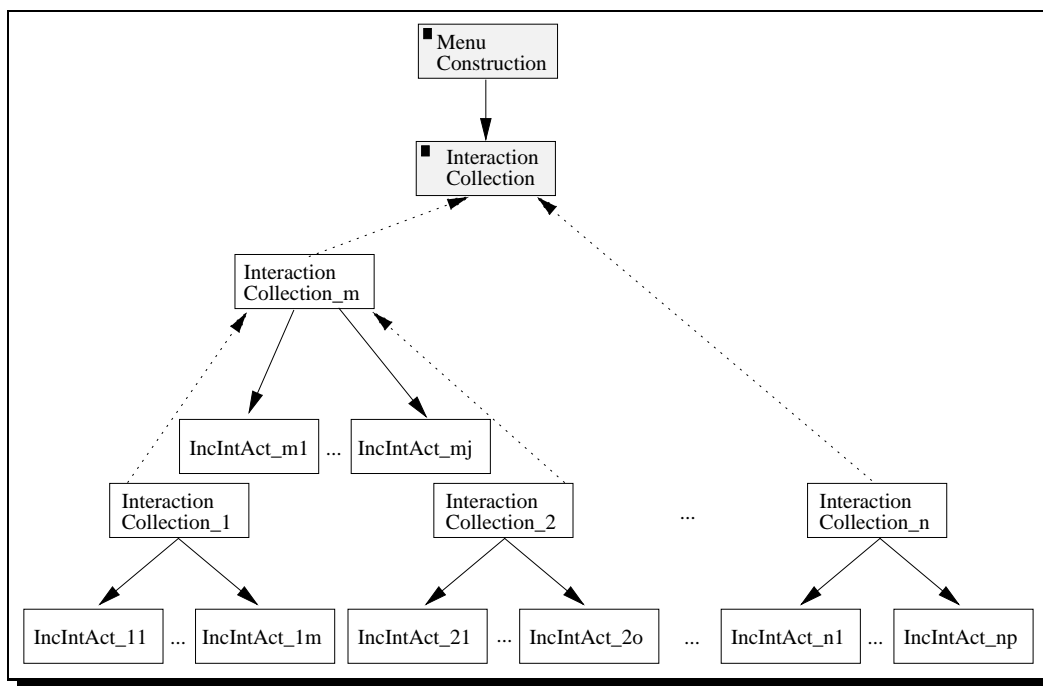 Menu
Construction
Interaction
Collection
Interaction
Collection_m
IncIntAct_m1 ... IncIntAct_mj
Interaction
Collection_1
Interaction
Collection_2
...
Interaction
Collection_n
IncIntAct_11 ... IncIntAct_1m IncIntAct_21 ... IncIntAct_2o ... IncIntAct_n1 ... IncIntAct_np